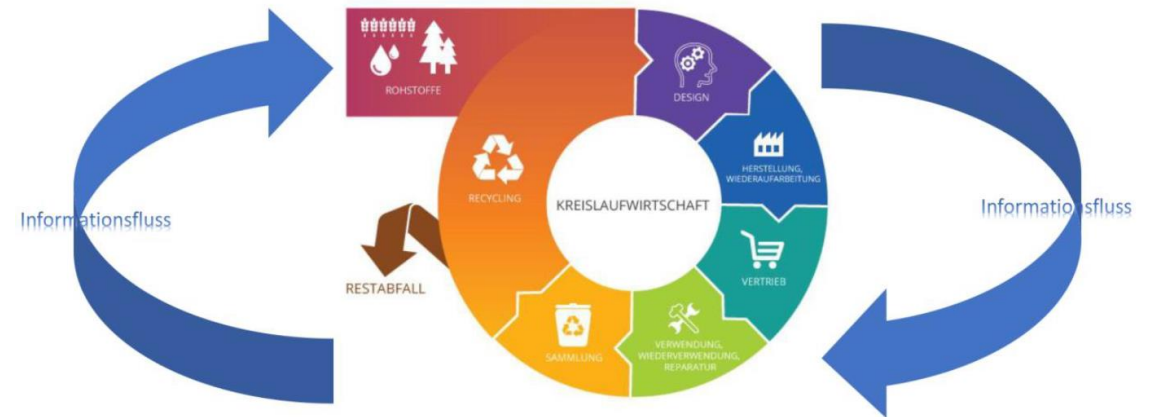 ROHSTOFFE
DESIGN
HERSTELLUNG,
WIEDERAUFARBEITUNG
RECYCLING
KREISLAUFWIRTSCHAFT
Informationsfluss
Informationsfluss
VERTRIEB
RESTABFALL
SAMMLUNG
VERWENDUNG,
WIEDERVERWENDUNG,
REPARATUR